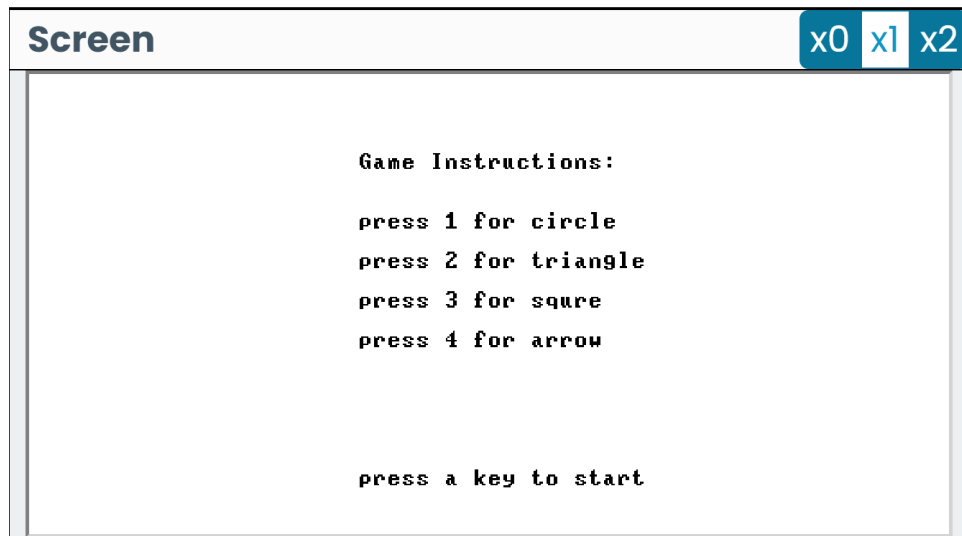 Screen
x0 x1 x2
Game Instructions:
press 1 for circle
press 2 for triangle
press 3 for squre
press 4 for arrow
press a key to start